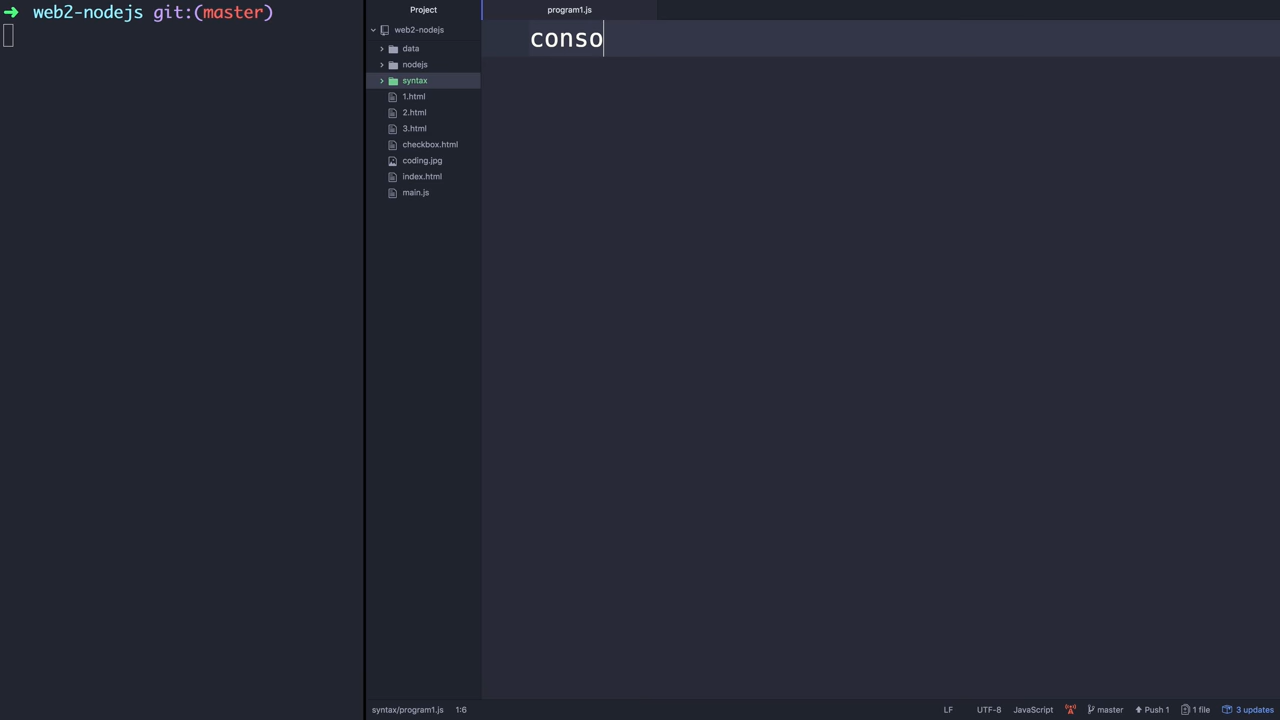 ➜ web2-nodejs git:(master)
Project
web2-nodejs
data
nodejs
syntax
1.html
2.html
3.html
checkbox.html
coding.jpg
index.html
main.js
program1.js
conso
syntax/program1.js 1:6
LF UTF-8 JavaScript master Push 1 1 file 3 updates